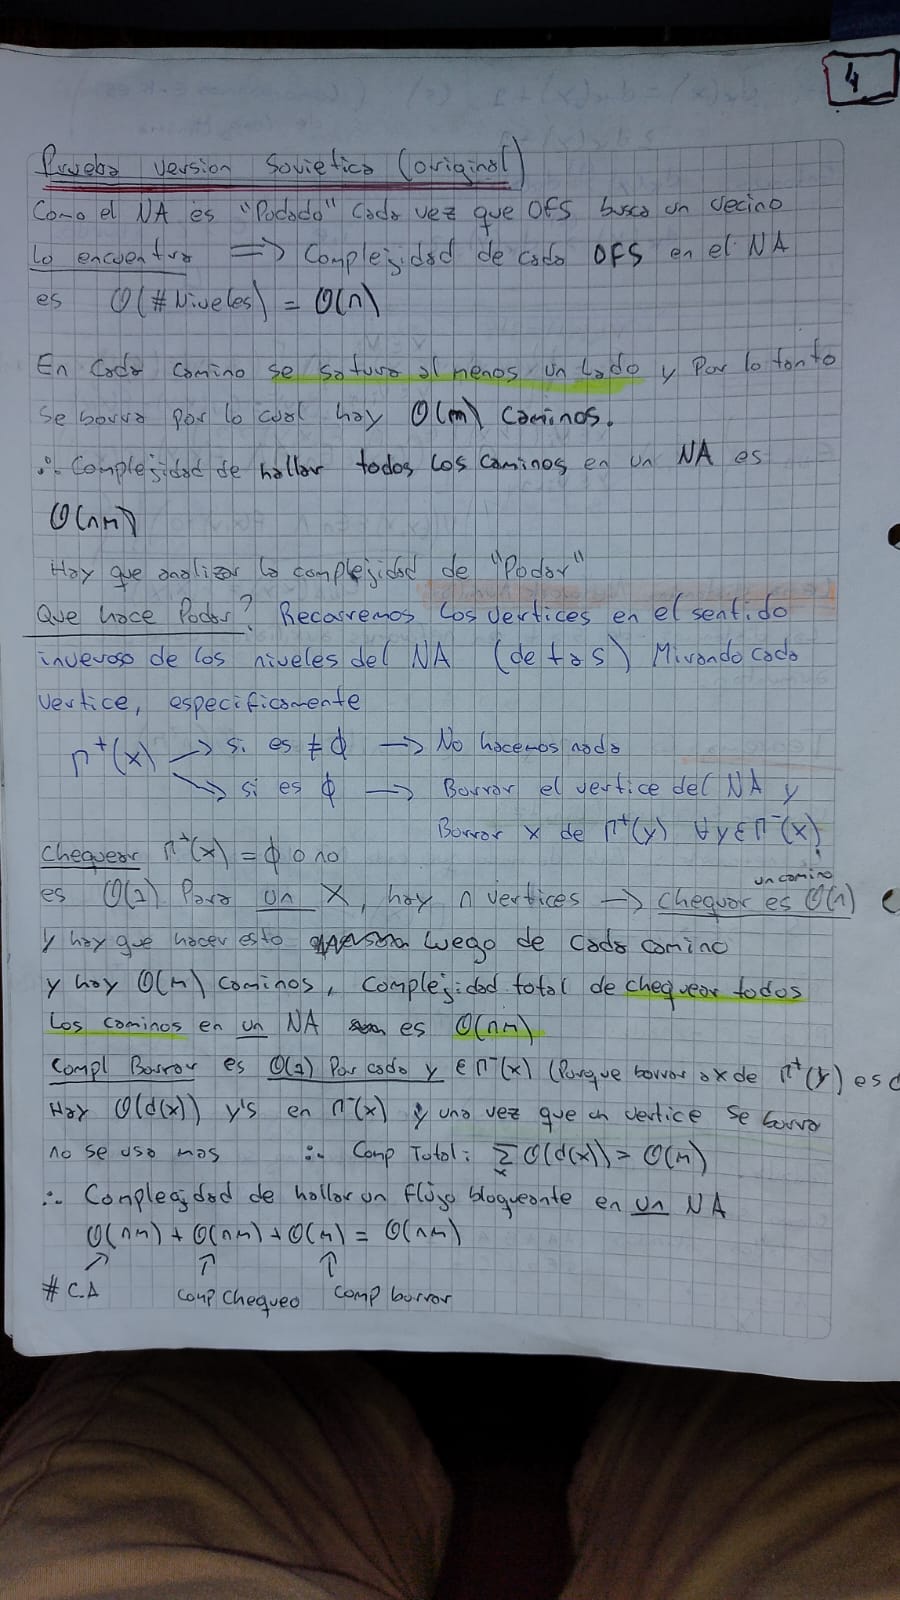 4
Prueba version Sovietica (original)
Como el NA es "Podado" cada vez que DFS busca un vecino
lo encuentra => Complejidad de cada DFS en el NA
es O(#Niveles) = O(n)
En cada camino se satura al menos un lado y Por lo tanto
se borra por lo cual hay O(m) caminos.
∴ Complejidad de hallar todos los caminos en un NA es
O(nm)
Hay que analizar la complejidad de "Podar"
Que hace Podar? Recorremos los vertices en el sentido
inverso de los niveles del NA (de t a s) Mirando cada
vertice, especificamente
Γ⁺(x) → si es ≠ ∅ → No hacemos nada
→ si es ∅ → Borrar el vertice del NA y
Borrar x de Γ⁺(y) ∀y∈Γ⁻(x)
Chequear Γ⁺(x) = ∅ o no
un camino
es O(1) Para un X, hay n vertices → chequear es O(n)
y hay que hacer esto luego de cada camino
y hay O(m) caminos, complejidad total de chequear todos
los caminos en un NA es O(nm)
Compl Borrar es O(1) Por cada y ∈ Γ⁻(x) (Porque borras x de Γ⁺(y) es
Hay O(d(x)) y's en Γ⁻(x) y una vez que un vertice se borra
no se usa mas ∴ Comp Total: Σx O(d(x)) = O(m)
∴ Complegidad de hallar un flujo bloqueante en un NA
O(nm) + O(nm) + O(m) = O(nm)
# C.A comp chequeo comp borrar